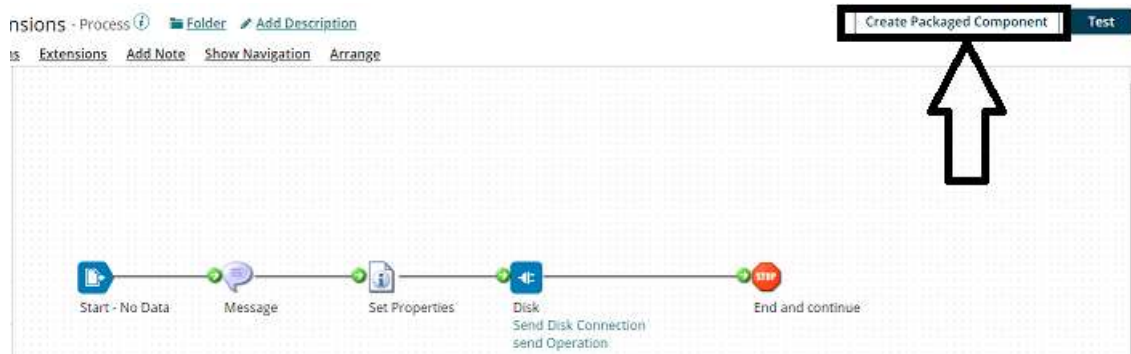 nsions - Process i Folder Add Description Create Packaged Component Test
s Extensions Add Note Show Navigation Arrange
Start - No Data Message Set Properties Disk End and continue
Send Disk Connection
send Operation
STOP